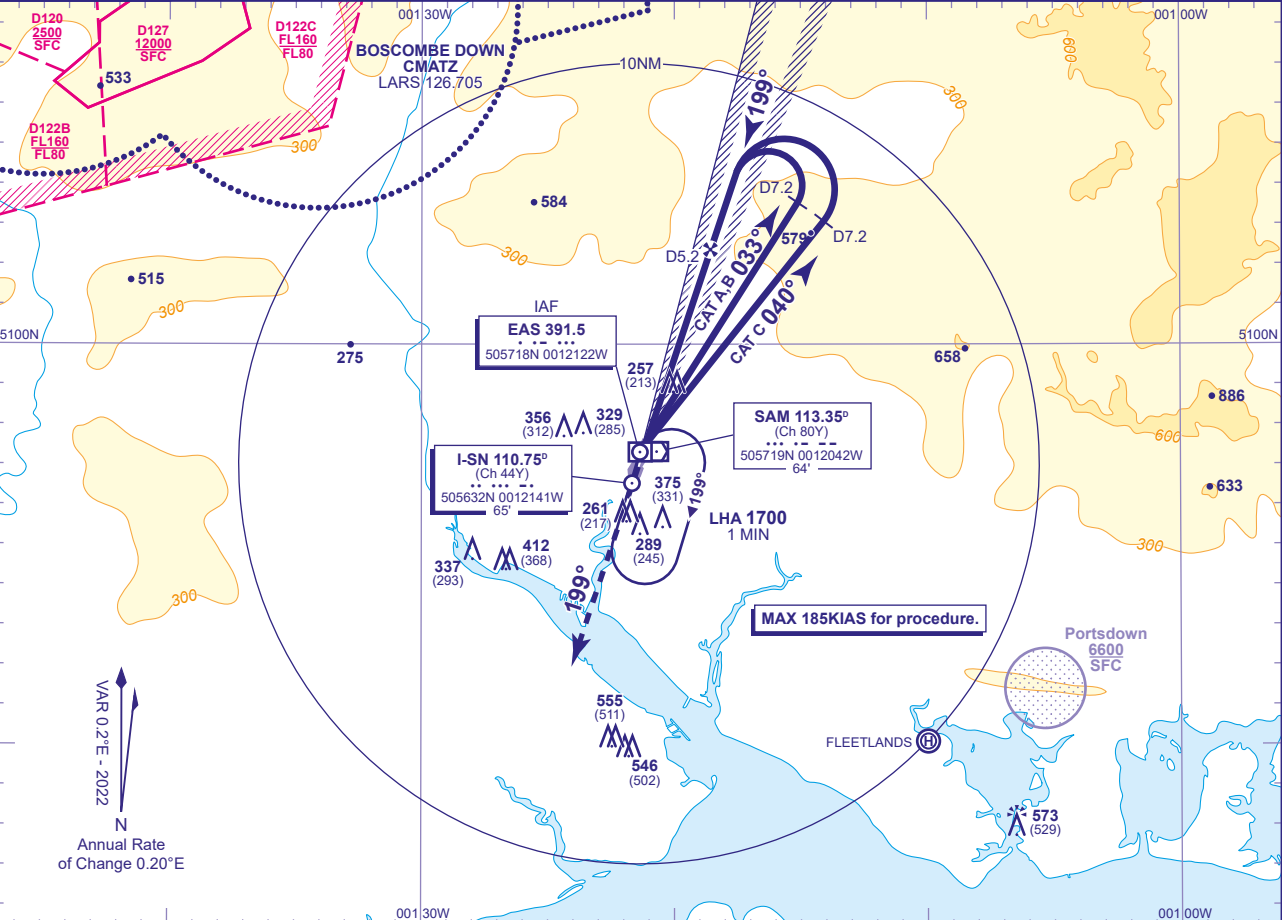 001°30'W
001°00'W
D120
2500
SFC
D127
12000
SFC
D122C
FL160
FL80
BOSCOMBE DOWN
CMATZ
LARS 126.705
10NM
600
533
199°
300
D122B
FL160
FL80
300
D7.2
584
579
D7.2
300
D5.2
CAT A,B 033°
515
CAT C 040°
300
IAF
EAS 391.5
505718N 0012122W
5100N
5100N
275
658
257
(213)
886
356
(312)
329
(285)
SAM 113.35ᴰ
(Ch 80Y)
505719N 0012042W
64'
600
I-SN 110.75ᴰ
(Ch 44Y)
505632N 0012141W
65'
375
(331)
199°
633
261
(217)
LHA 1700
1 MIN
289
(245)
412
(368)
337
(293)
300
199°
300
MAX 185KIAS for procedure.
Portsdown
6600
SFC
VAR 0.2°E - 2022
555
(511)
FLEETLANDS
H
546
(502)
573
(529)
N
Annual Rate
of Change 0.20°E
00130W
00100W